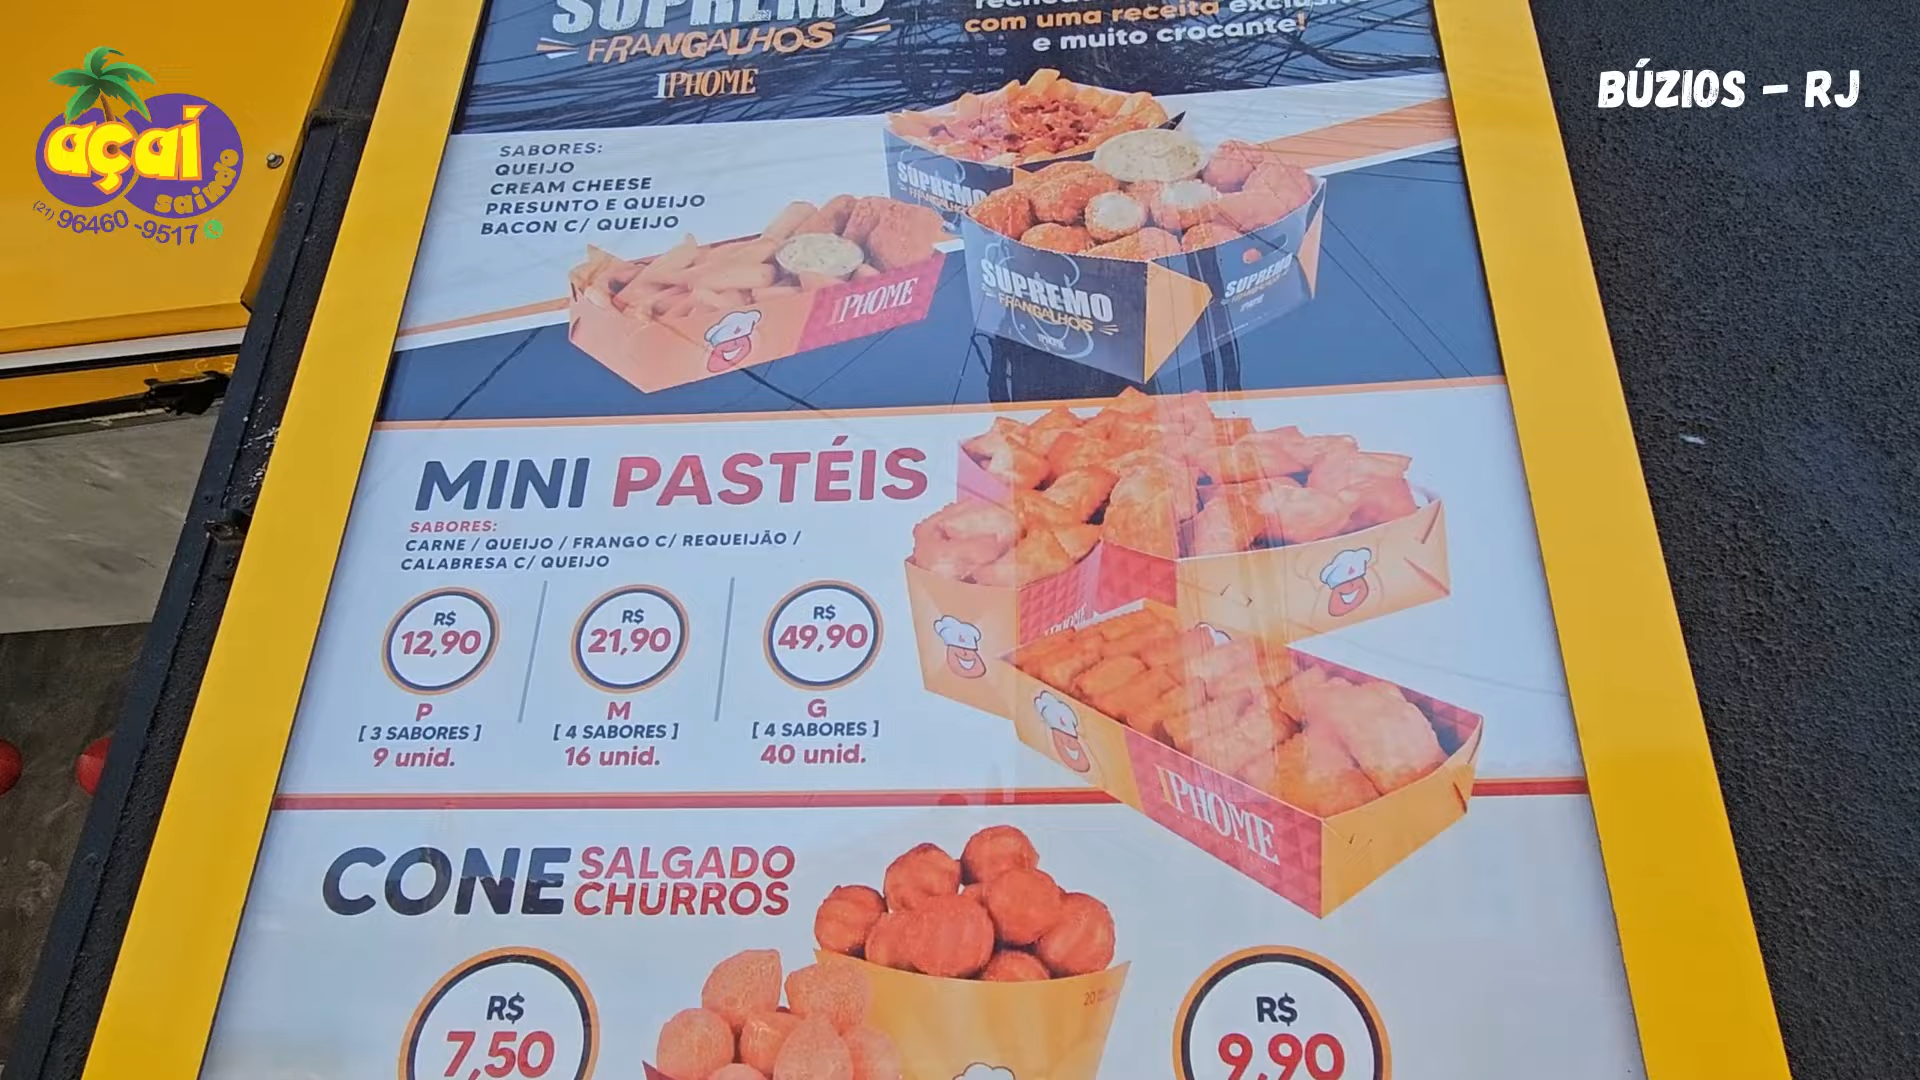 SUPREMO
FRANGALHOS
IPHOME
com uma receita
e muito crocante!
BÚZIOS - RJ
açaí
saindo
(21) 96460-9517
SABORES:
QUEIJO
CREAM CHEESE
PRESUNTO E QUEIJO
BACON C/ QUEIJO
SUPREMO
IPHOME
SUPREMO
FRANGALHOS
SUPREMO
FRANGALHOS
MINI PASTÉIS
SABORES:
CARNE / QUEIJO / FRANGO C/ REQUEIJÃO /
CALABRESA C/ QUEIJO
R$ 12,90
P
[ 3 SABORES ]
9 unid.
R$ 21,90
M
[ 4 SABORES ]
16 unid.
R$ 49,90
G
[ 4 SABORES ]
40 unid.
IPHOME
CONE SALGADO
CHURROS
R$
7,50
R$
9,90